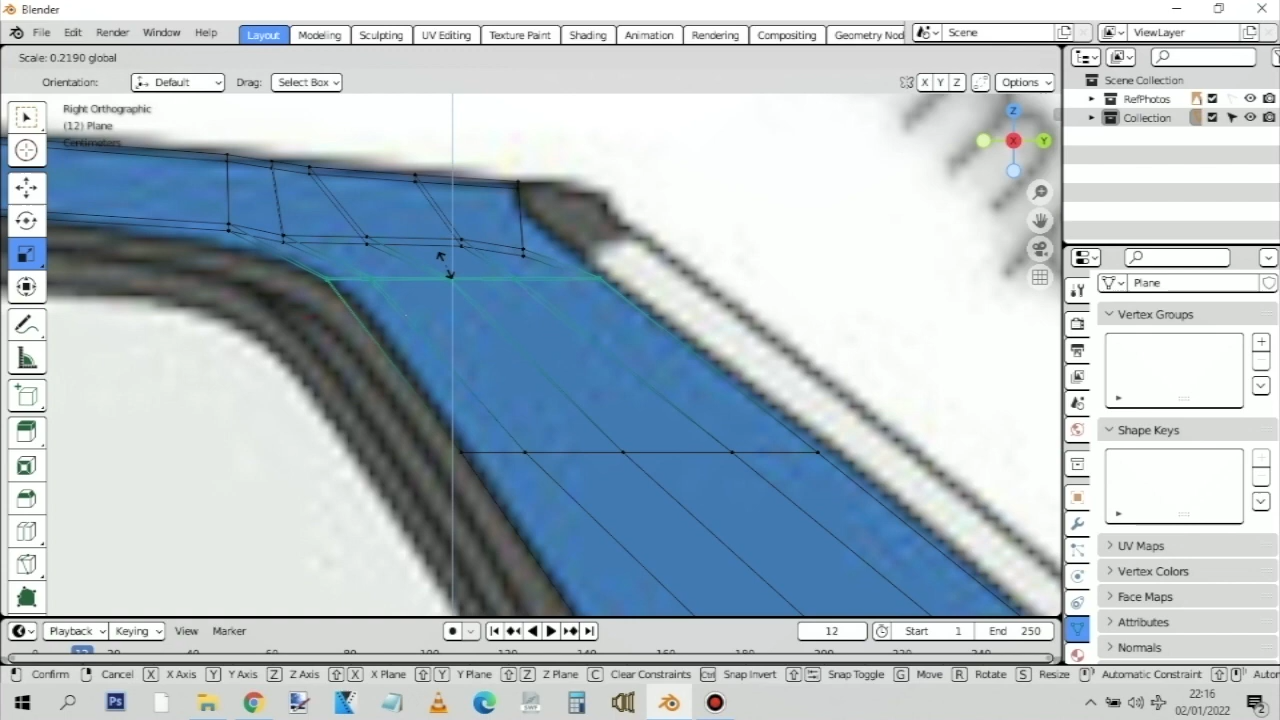 Blender
File Edit Render Window Help Layout Modeling Sculpting UV Editing Texture Paint Shading Animation Rendering Compositing Geometry Nod Scene ViewLayer
Scale: 0.2190 global
Orientation: Default Drag: Select Box X Y Z Options
Right Orthographic
(12) Plane
Centimeters
Z
X
Y
Scene Collection
RefPhotos
Collection
Plane
Vertex Groups
Shape Keys
UV Maps
Vertex Colors
Face Maps
Attributes
Normals
Playback Keying View Marker 12 Start 1 End 250
Confirm Cancel X X Axis Y Y Axis Z Z Axis X X Plane Y Y Plane Z Z Plane C Clear Constraints Ctrl Snap Invert Snap Toggle G Move R Rotate S Resize Automatic Constraint
Ps
22:16
02/01/2022
2